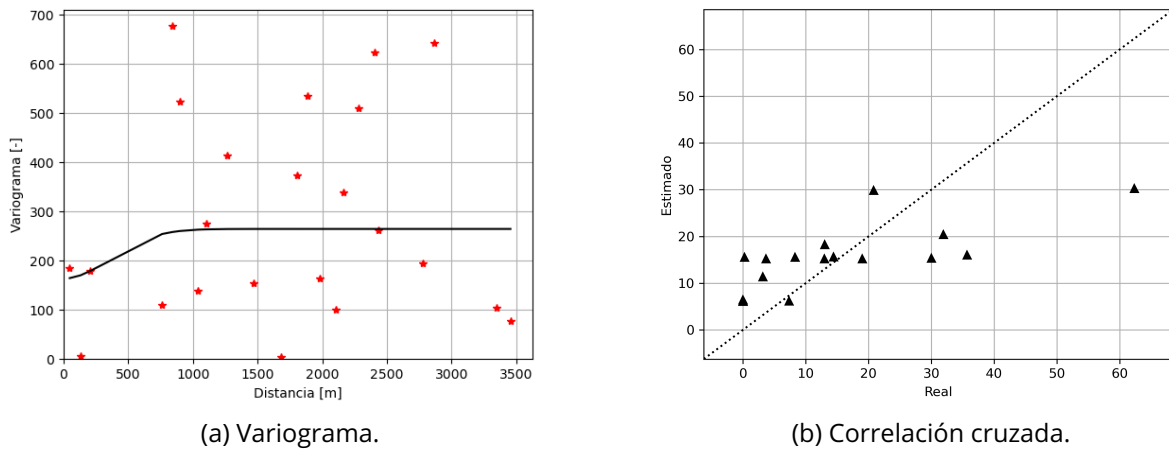 700
600
500
400
300
200
100
0
Variograma [-]
0 500 1000 1500 2000 2500 3000 3500
Distancia [m]
(a) Variograma.
60
50
40
30
20
10
0
Estimado
0 10 20 30 40 50 60
Real
(b) Correlación cruzada.